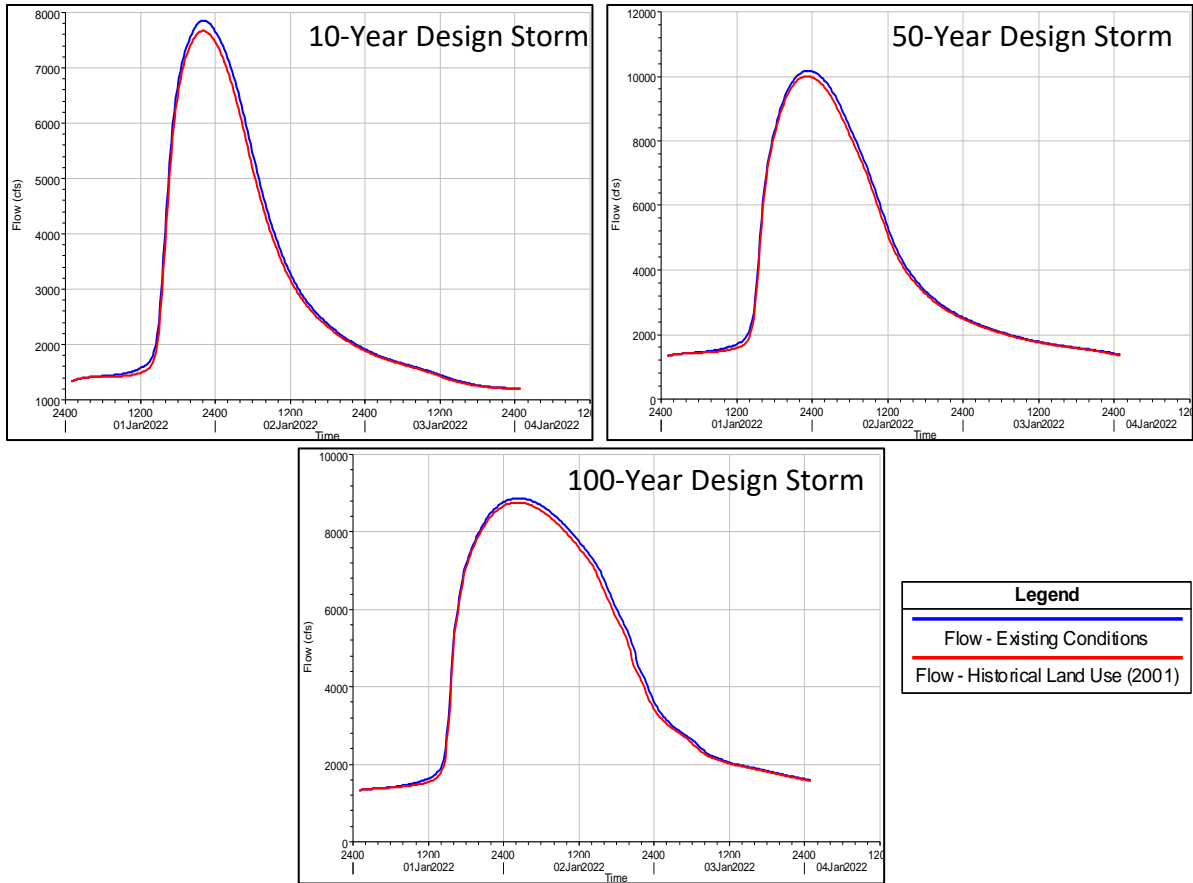 10-Year Design Storm
8000
7000
6000
5000
4000
3000
2000
1000
Flow (cfs)
2400 1200 2400 1200 2400 1200 2400 120
01Jan2022 | 02Jan2022 | 03Jan2022 | 04Jan2022
Time
50-Year Design Storm
12000
10000
8000
6000
4000
2000
0
Flow (cfs)
2400 1200 2400 1200 2400 1200 2400 120
01Jan2022 | 02Jan2022 | 03Jan2022 | 04Jan2022
Time
100-Year Design Storm
10000
8000
6000
4000
2000
0
Flow (cfs)
2400 1200 2400 1200 2400 1200 2400 120
01Jan2022 | 02Jan2022 | 03Jan2022 | 04Jan2022
Time
Legend
Flow - Existing Conditions
Flow - Historical Land Use (2001)